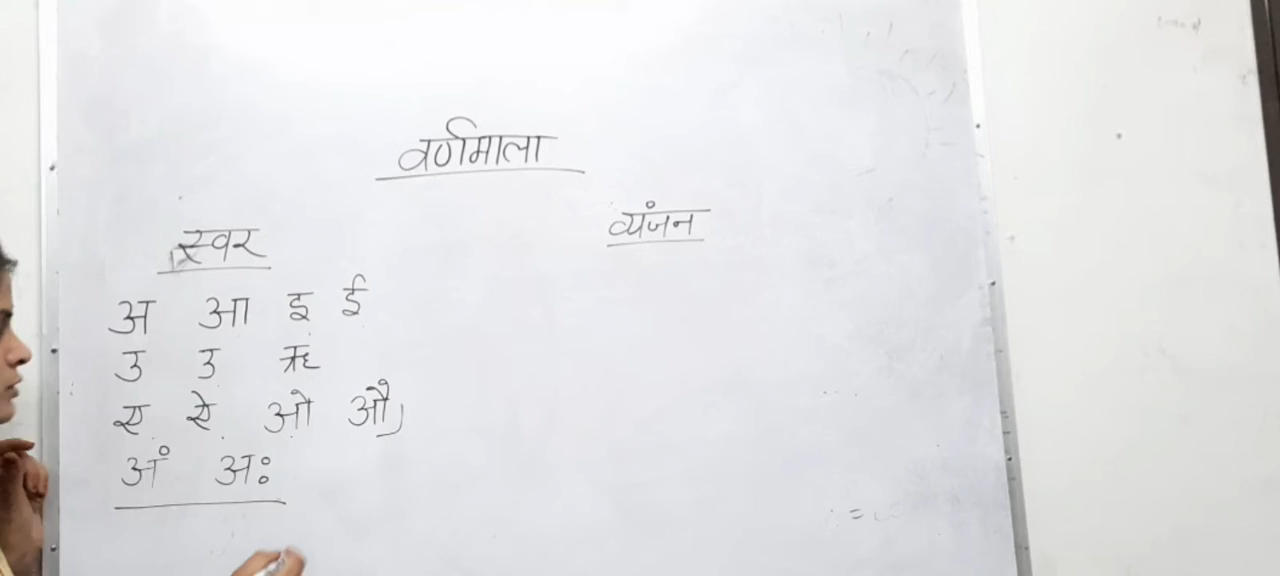 वर्णमाला
स्वर
व्यंजन
अ आ इ ई
उ उ ऋ
ए ऐ ओ औ
अं अः